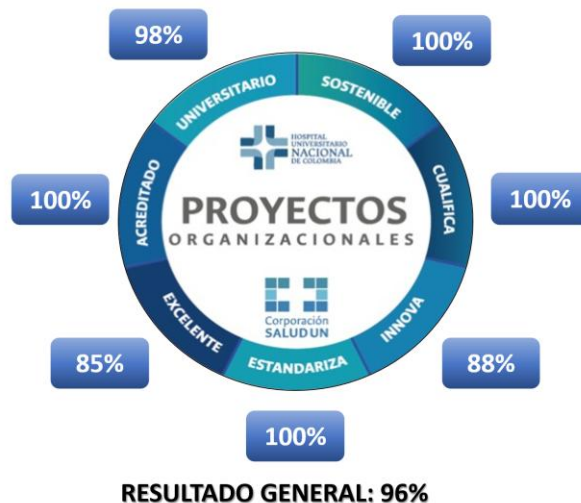 98%
100%
UNIVERSITARIO
SOSTENIBLE
HOSPITAL
UNIVERSITARIO
NACIONAL
DE COLOMBIA
100%
ACREDITADO
PROYECTOS
ORGANIZACIONALES
CUALIFICA
100%
EXCELENTE
Corporación
SALUDUN
INNOVA
85%
ESTANDARIZA
88%
100%
RESULTADO GENERAL: 96%